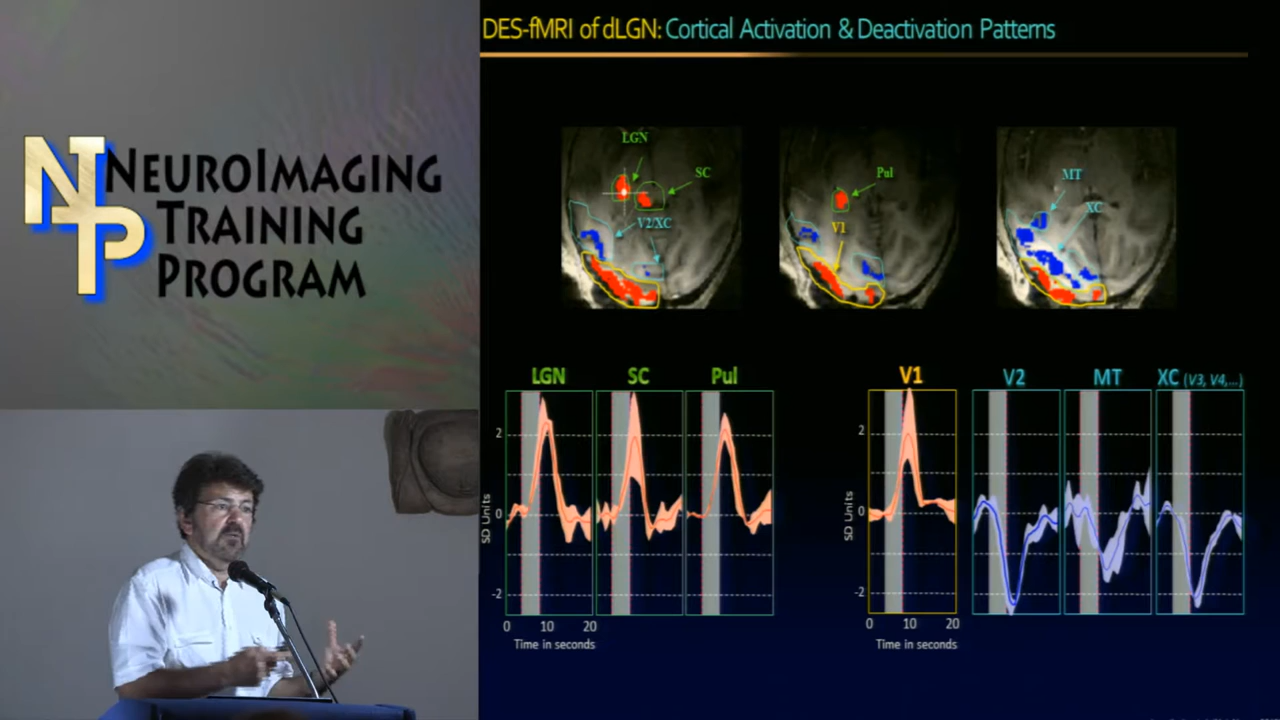 NTP
NEUROIMAGING
TRAINING
PROGRAM
DES-fMRI of dLGN: Cortical Activation & Deactivation Patterns
LGN
SC
V2/XC
Pul
V1
MT
XC
LGN SC Pul
V1 V2 MT XC (V3, V4,...)
SD Units
2
0
-2
0 10 20
Time in seconds
SD Units
2
0
-2
0 10 20
Time in seconds